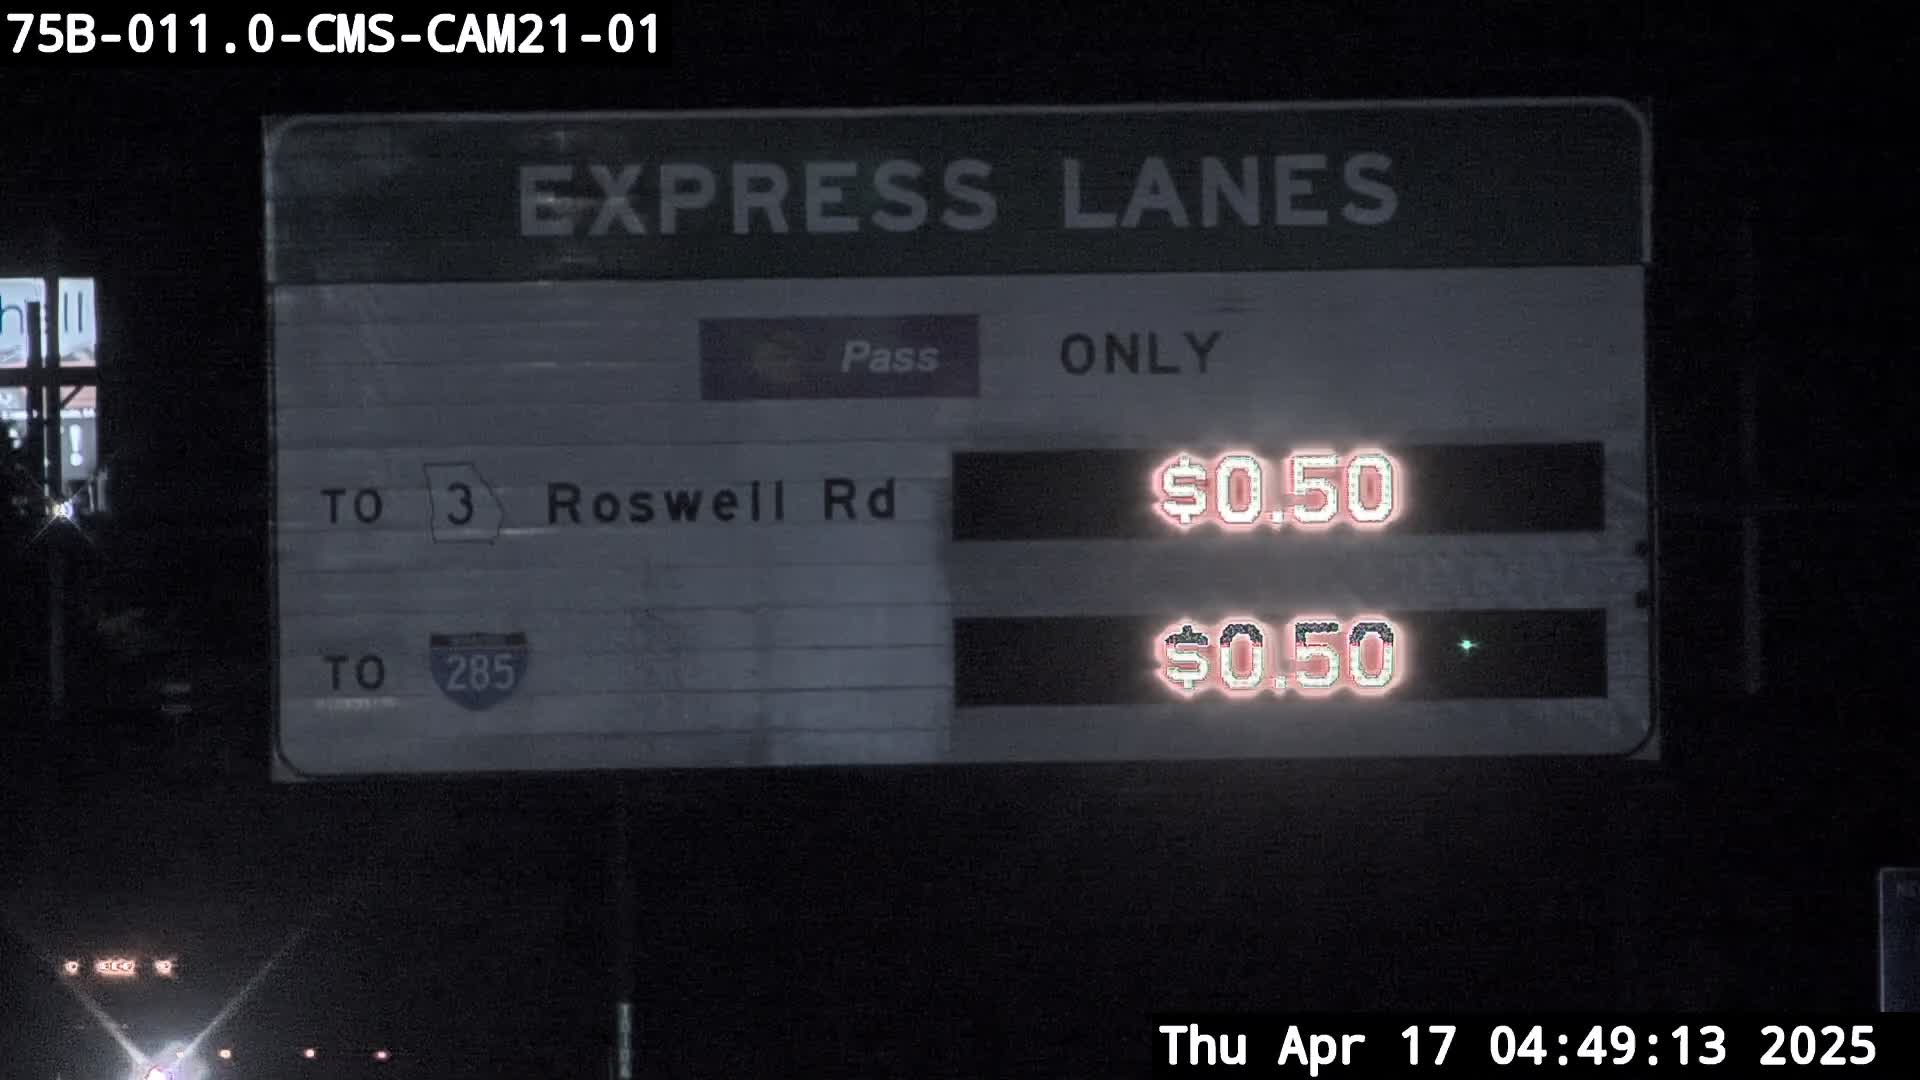 75B-011.0-CMS-CAM21-01
EXPRESS LANES
Pass ONLY
TO 3 Roswell Rd $0.50
TO 285 $0.50
Thu Apr 17 04:49:13 2025